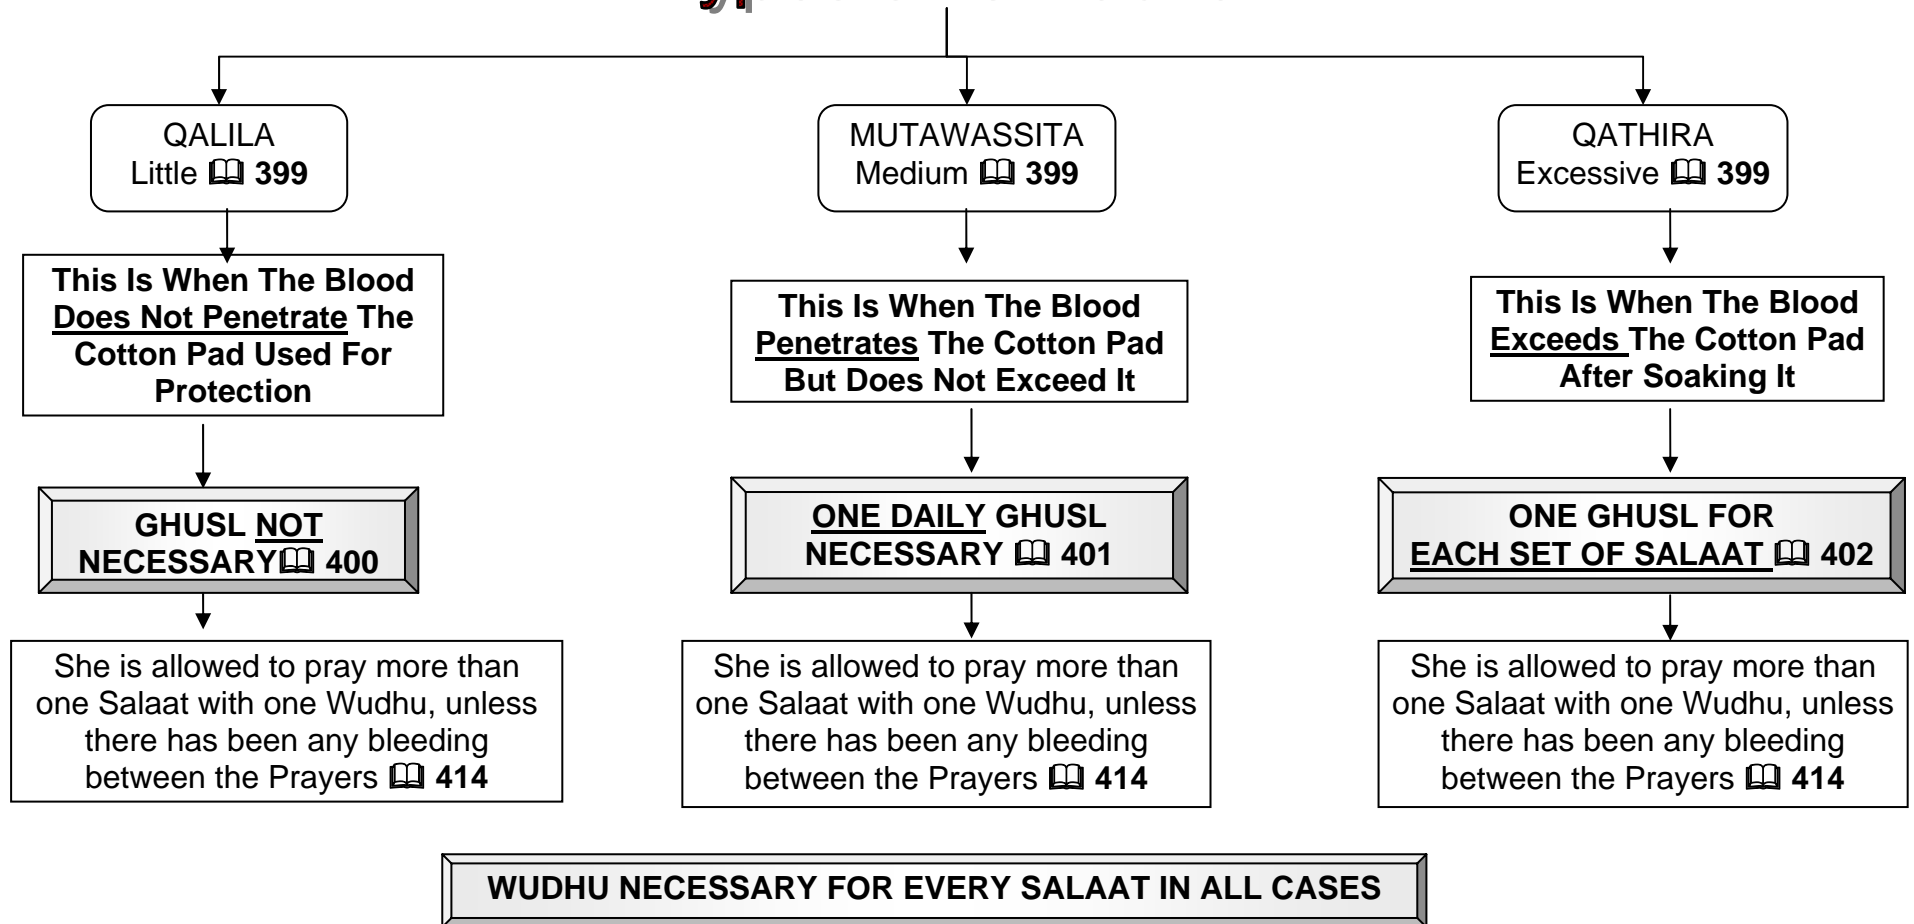 QALILA
Little 🕮 399
MUTAWASSITA
Medium 🕮 399
QATHIRA
Excessive 🕮 399
This Is When The Blood
Does Not Penetrate The
Cotton Pad Used For
Protection
This Is When The Blood
Penetrates The Cotton Pad
But Does Not Exceed It
This Is When The Blood
Exceeds The Cotton Pad
After Soaking It
GHUSL NOT
NECESSARY🕮 400
ONE DAILY GHUSL
NECESSARY 🕮 401
ONE GHUSL FOR
EACH SET OF SALAAT 🕮 402
She is allowed to pray more than
one Salaat with one Wudhu, unless
there has been any bleeding
between the Prayers 🕮 414
She is allowed to pray more than
one Salaat with one Wudhu, unless
there has been any bleeding
between the Prayers 🕮 414
She is allowed to pray more than
one Salaat with one Wudhu, unless
there has been any bleeding
between the Prayers 🕮 414
WUDHU NECESSARY FOR EVERY SALAAT IN ALL CASES